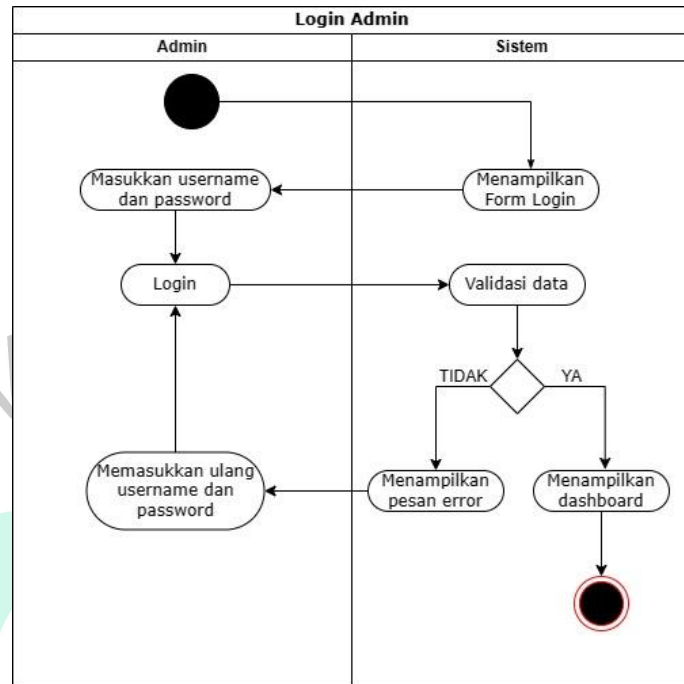 Login Admin
Admin
Sistem
Masukkan username
dan password
Menampilkan
Form Login
Login
Validasi data
TIDAK
YA
Memasukkan ulang
username dan
password
Menampilkan
pesan error
Menampilkan
dashboard